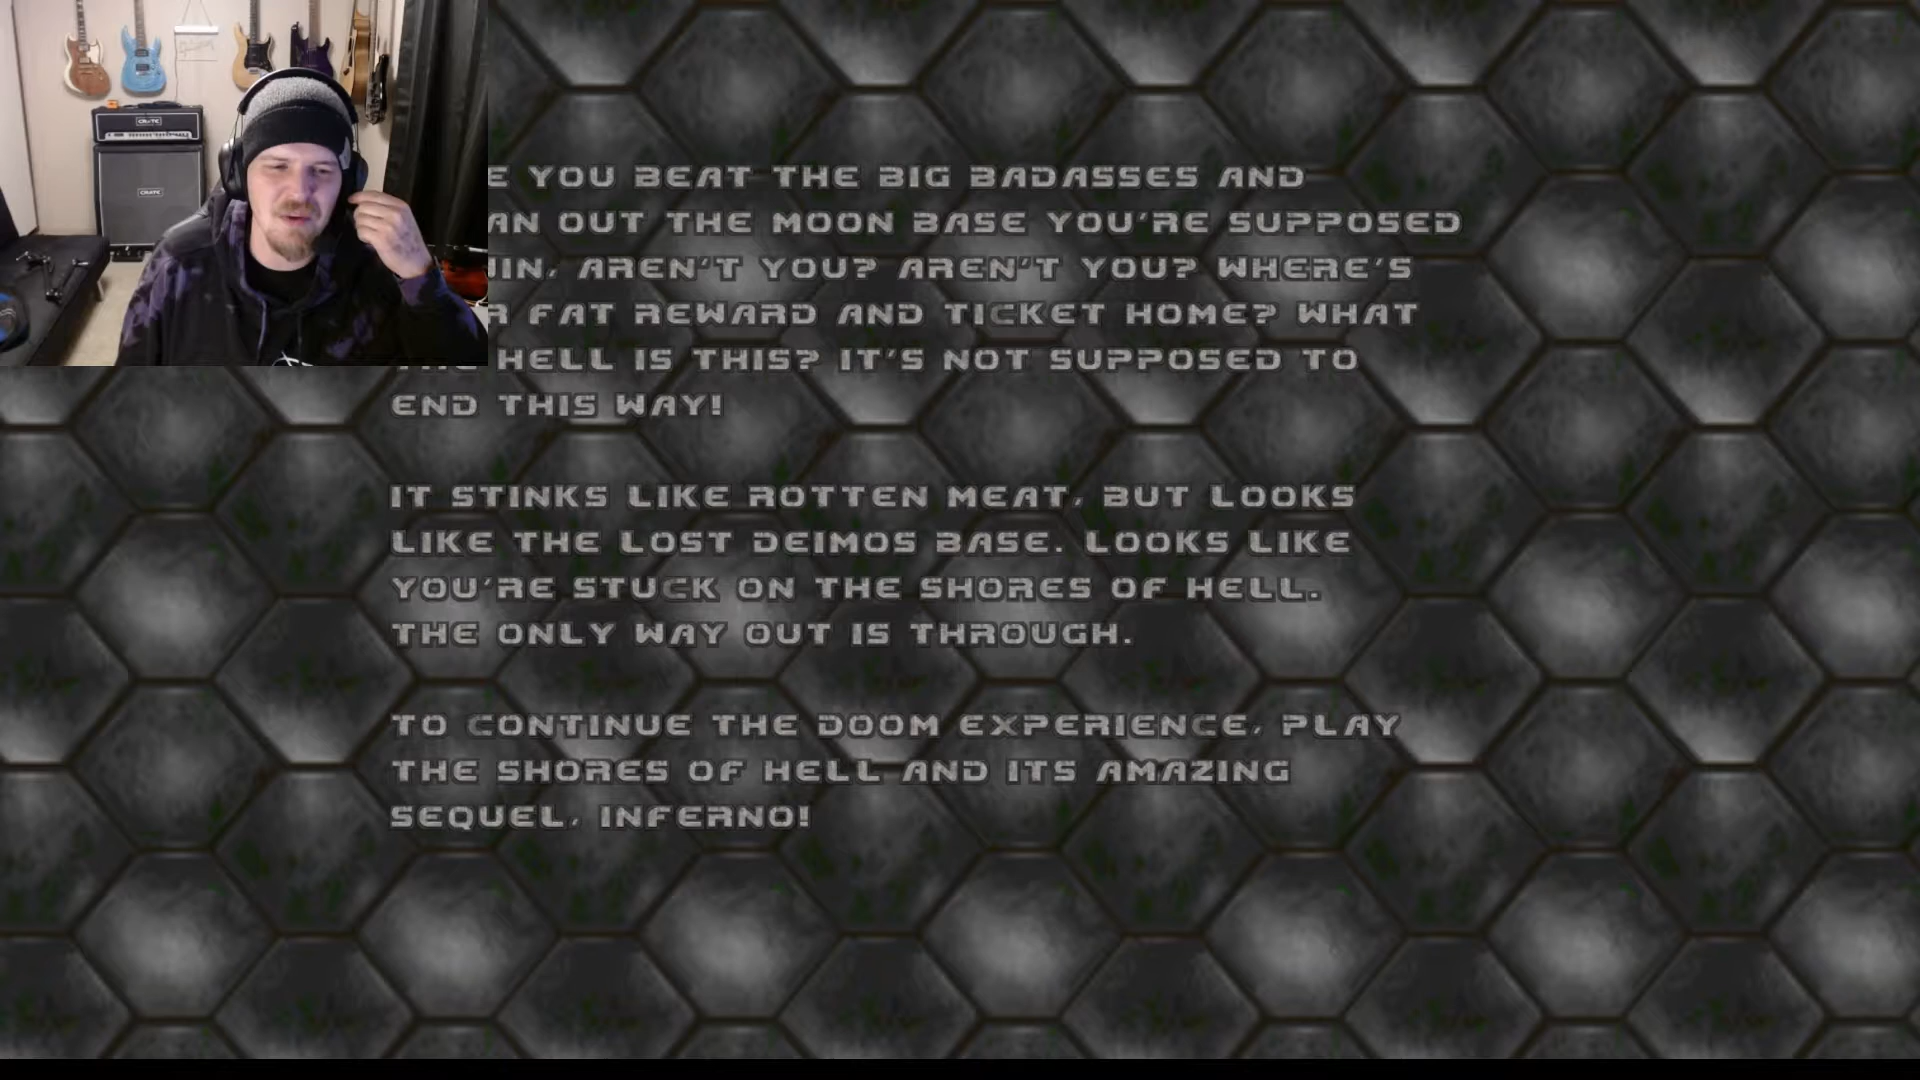 CRATE
CRATE
YOU BEAT THE BIG BADASSES AND
OUT THE MOON BASE YOU'RE SUPPOSED
AREN'T YOU? AREN'T YOU? WHERE'S
FAT REWARD AND TICKET HOME? WHAT
THE HELL IS THIS? IT'S NOT SUPPOSED TO
END THIS WAY!
IT STINKS LIKE ROTTEN MEAT, BUT LOOKS
LIKE THE LOST DEIMOS BASE. LOOKS LIKE
YOU'RE STUCK ON THE SHORES OF HELL.
THE ONLY WAY OUT IS THROUGH.
TO CONTINUE THE DOOM EXPERIENCE, PLAY
THE SHORES OF HELL AND ITS AMAZING
SEQUEL, INFERNO!